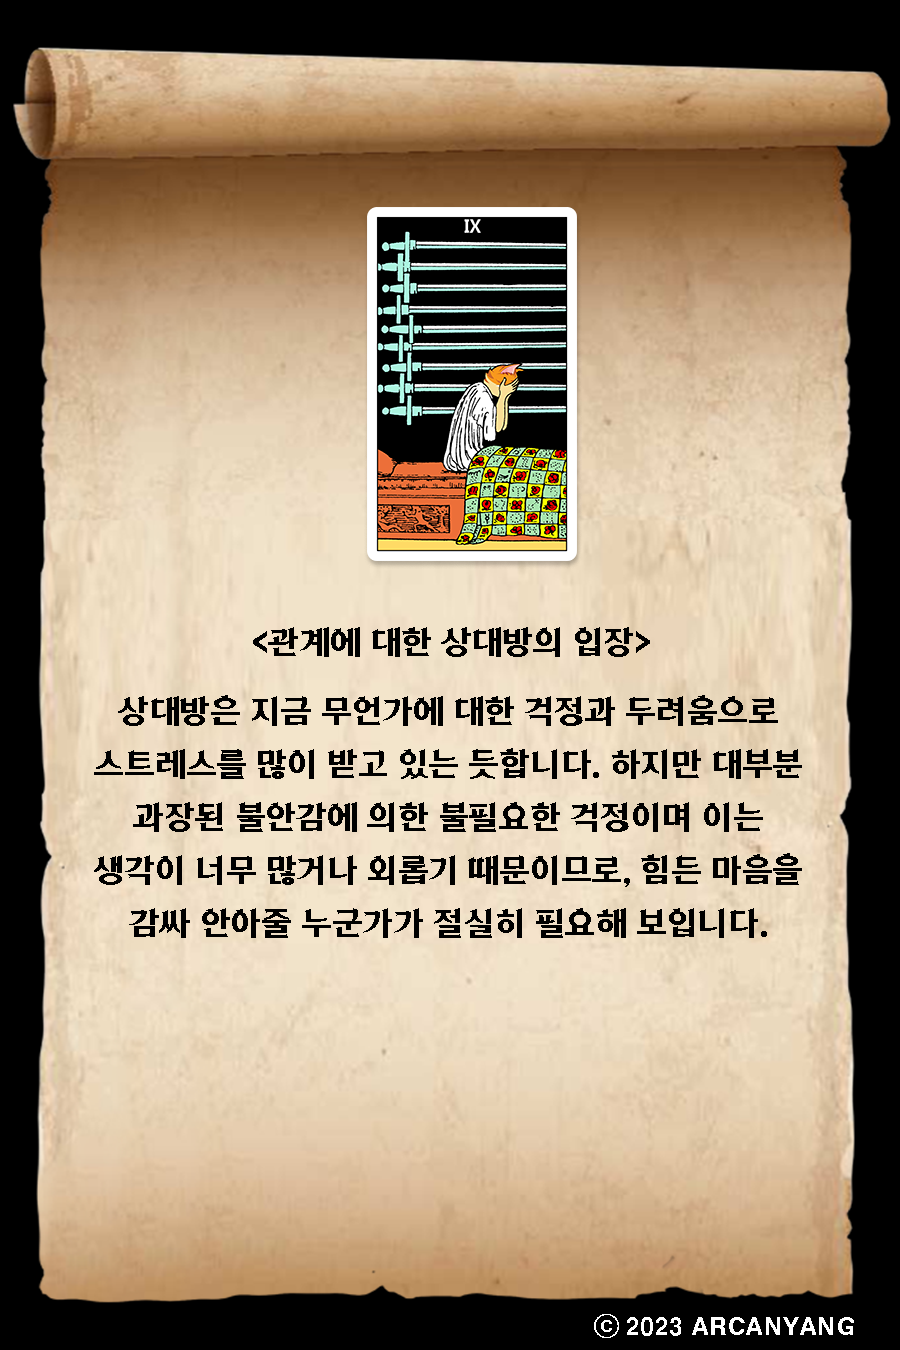 IX
<관계에 대한 상대방의 입장>
상대방은 지금 무언가에 대한 걱정과 두려움으로
스트레스를 많이 받고 있는 듯합니다. 하지만 대부분
과장된 불안감에 의한 불필요한 걱정이며 이는
생각이 너무 많거나 외롭기 때문이므로, 힘든 마음을
감싸 안아줄 누군가가 절실히 필요해 보입니다.
© 2023 ARCANYANG